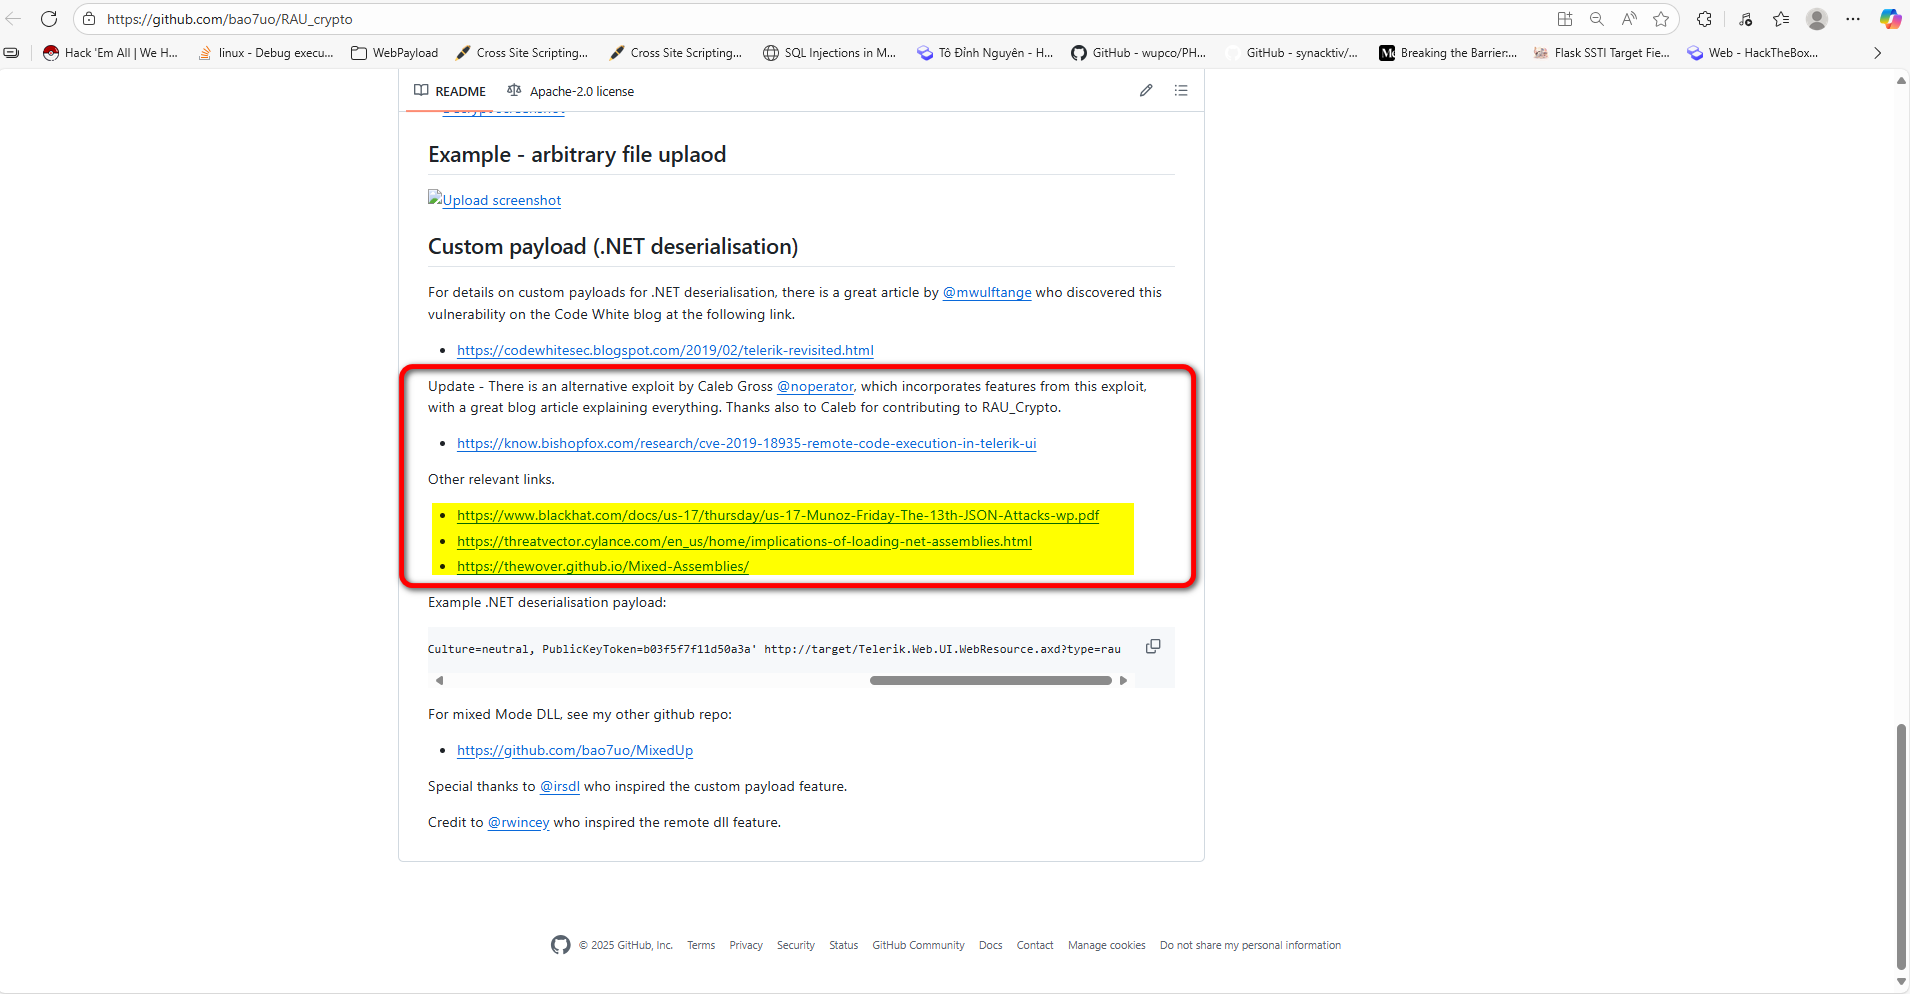 https://github.com/bao7uo/RAU_crypto
Hack 'Em All | We H...
linux - Debug execu...
WebPayload
Cross Site Scripting...
Cross Site Scripting...
SQL Injections in M...
Tô Đình Nguyên - H...
GitHub - wupco/PH...
GitHub - synacktiv/...
Breaking the Barrier:...
Flask SSTI Target Fie...
Web - HackTheBox...
README
Apache-2.0 license
Example - arbitrary file uplaod
Upload screenshot
Custom payload (.NET deserialisation)
For details on custom payloads for .NET deserialisation, there is a great article by @mwulftange who discovered this
vulnerability on the Code White blog at the following link.
• https://codewhitesec.blogspot.com/2019/02/telerik-revisited.html
Update - There is an alternative exploit by Caleb Gross @noperator, which incorporates features from this exploit,
with a great blog article explaining everything. Thanks also to Caleb for contributing to RAU_Crypto.
• https://know.bishopfox.com/research/cve-2019-18935-remote-code-execution-in-telerik-ui
Other relevant links.
• https://www.blackhat.com/docs/us-17/thursday/us-17-Munoz-Friday-The-13th-JSON-Attacks-wp.pdf
• https://threatvector.cylance.com/en_us/home/implications-of-loading-net-assemblies.html
• https://thewover.github.io/Mixed-Assemblies/
Example .NET deserialisation payload:
Culture=neutral, PublicKeyToken=b03f5f7f11d50a3a' http://target/Telerik.Web.UI.WebResource.axd?type=rau
For mixed Mode DLL, see my other github repo:
• https://github.com/bao7uo/MixedUp
Special thanks to @irsdl who inspired the custom payload feature.
Credit to @rwincey who inspired the remote dll feature.
© 2025 GitHub, Inc.
Terms
Privacy
Security
Status
GitHub Community
Docs
Contact
Manage cookies
Do not share my personal information